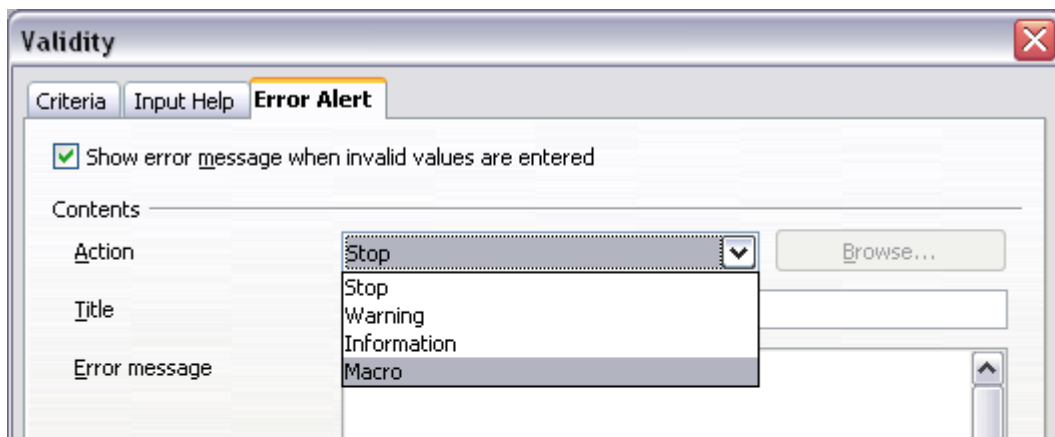 Validity
Criteria Input Help Error Alert
Show error message when invalid values are entered
Contents
Action Stop Browse...
Stop
Title
Warning
Information
Error message
Macro